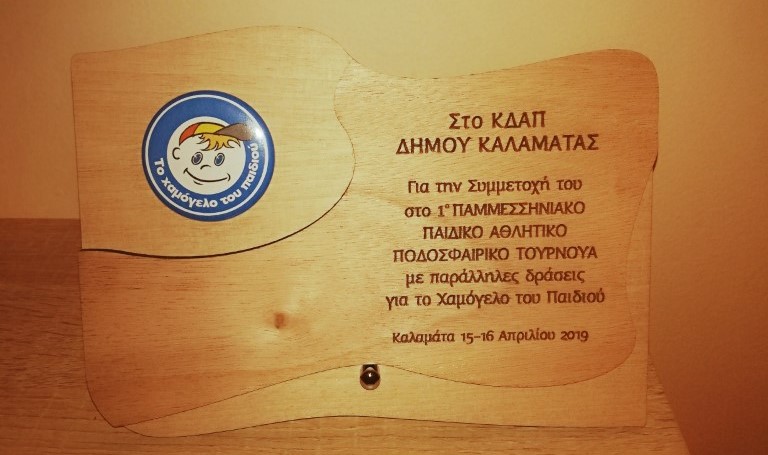 Το χαμόγελο του παιδιού
Στο ΚΔΑΠ
ΔΗΜΟΥ ΚΑΛΑΜΑΤΑΣ
Για την Συμμετοχή του
στο 1° ΠΑΜΜΕΣΣΗΝΙΑΚΟ
ΠΑΙΔΙΚΟ ΑΘΛΗΤΙΚΟ
ΠΟΔΟΣΦΑΙΡΙΚΟ ΤΟΥΡΝΟΥΑ
με παράλληλες δράσεις
για το Χαμόγελο του Παιδιού
Καλαμάτα 15-16 Απριλίου 2019